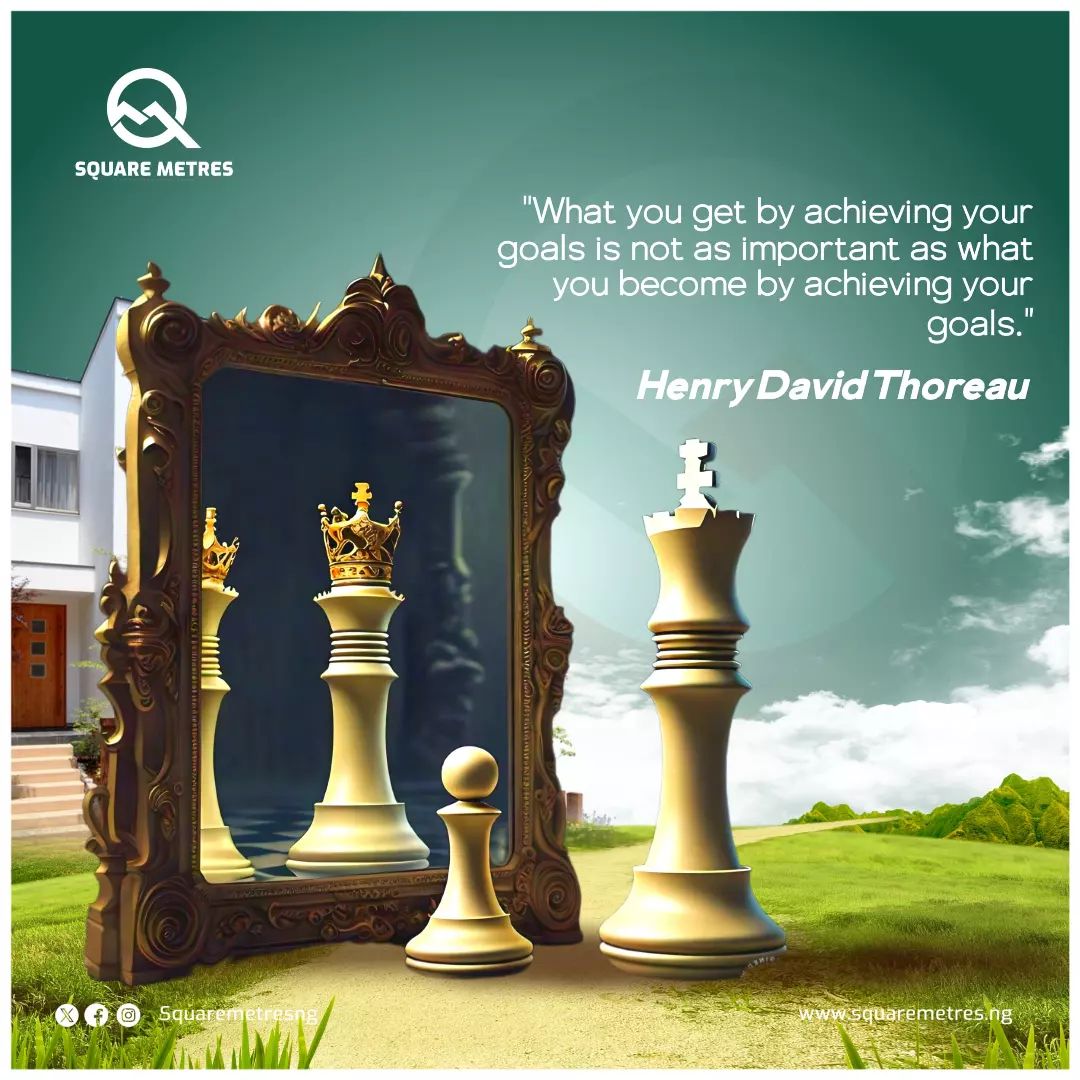 SQUARE METRES
"What you get by achieving your
goals is not as important as what
you become by achieving your
goals."
Henry David Thoreau
Squaremetresng
www.squaremetres.ng